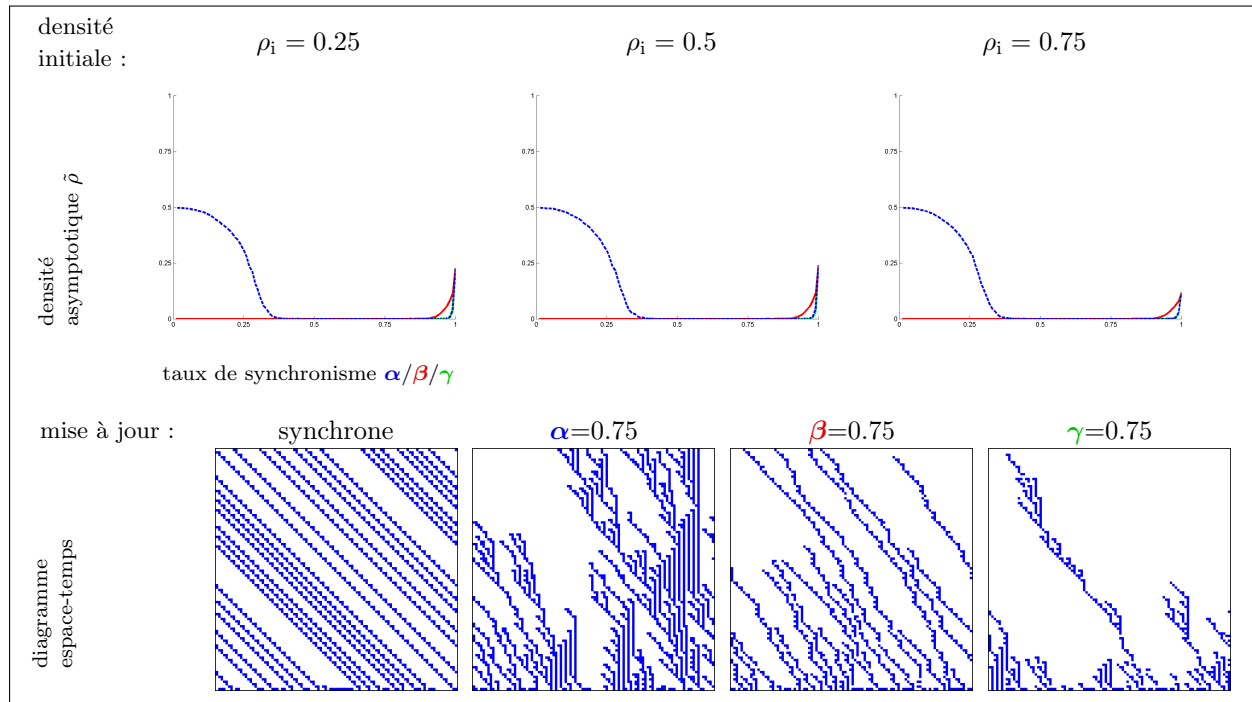 densité
initiale :
ρi = 0.25
ρi = 0.5
ρi = 0.75
densité
asymptotique ρ̃
1
0.75
0.5
0.25
0
0
0.25
0.5
0.75
1
1
0.75
0.5
0.25
0
0
0.25
0.5
0.75
1
1
0.75
0.5
0.25
0
0
0.25
0.5
0.75
1
taux de synchronisme α/β/γ
mise à jour :
synchrone
α=0.75
β=0.75
γ=0.75
diagramme
espace-temps